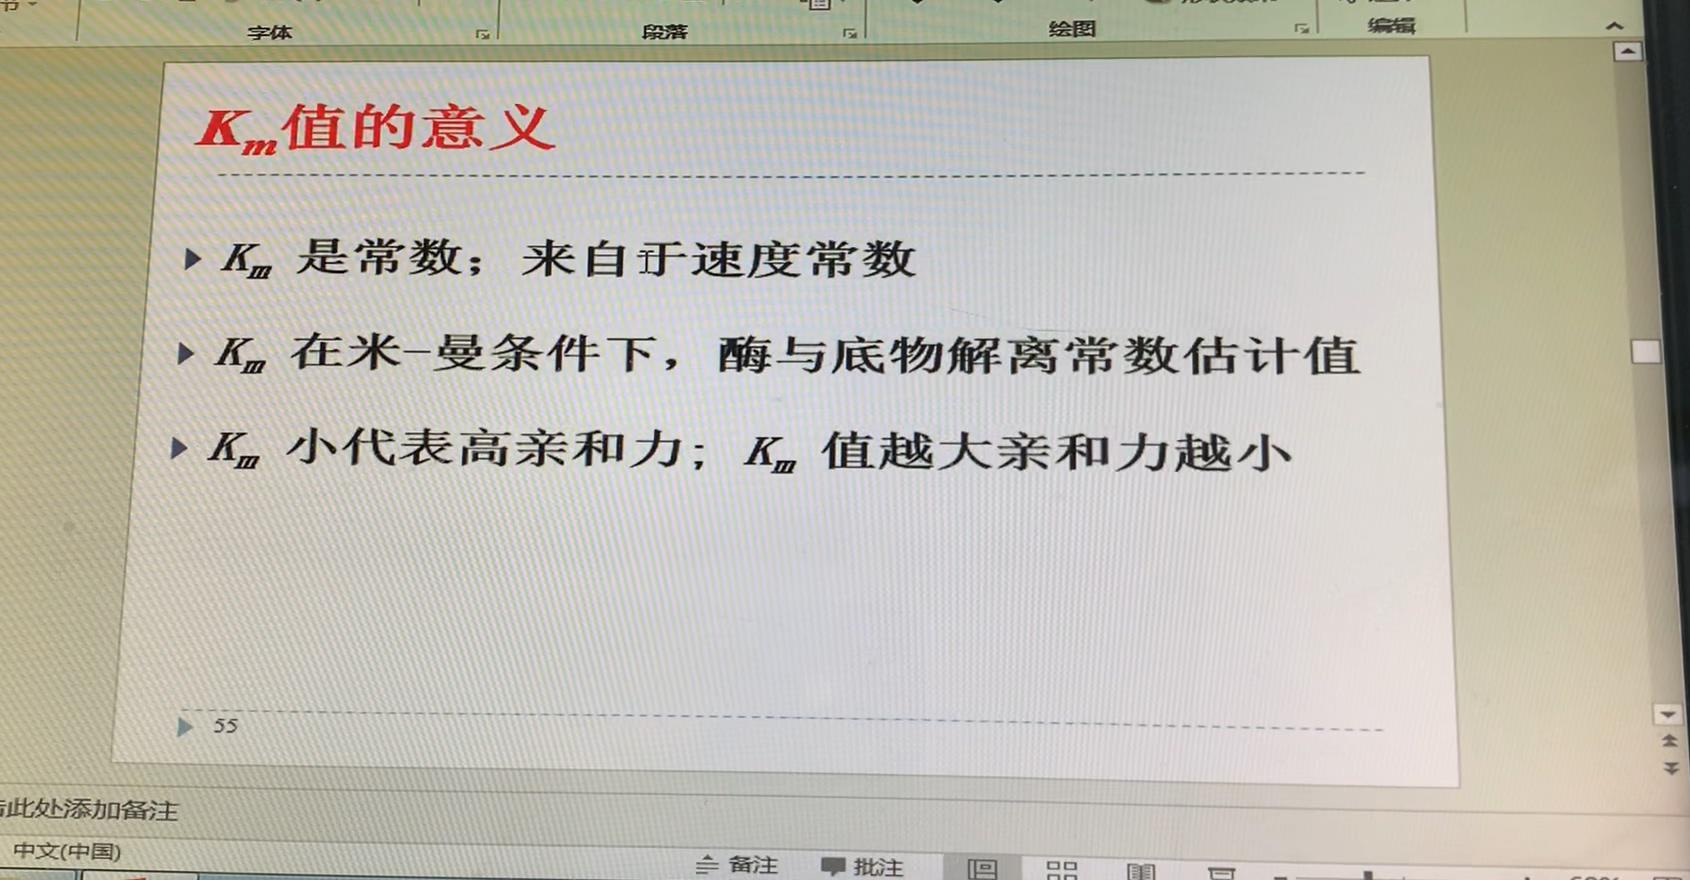 字体 段落 绘图 编辑
Km值的意义
Km 是常数；来自于速度常数
Km 在米-曼条件下，酶与底物解离常数估计值
Km 小代表高亲和力；Km 值越大亲和力越小
55
此处添加备注
中文(中国) 备注 批注